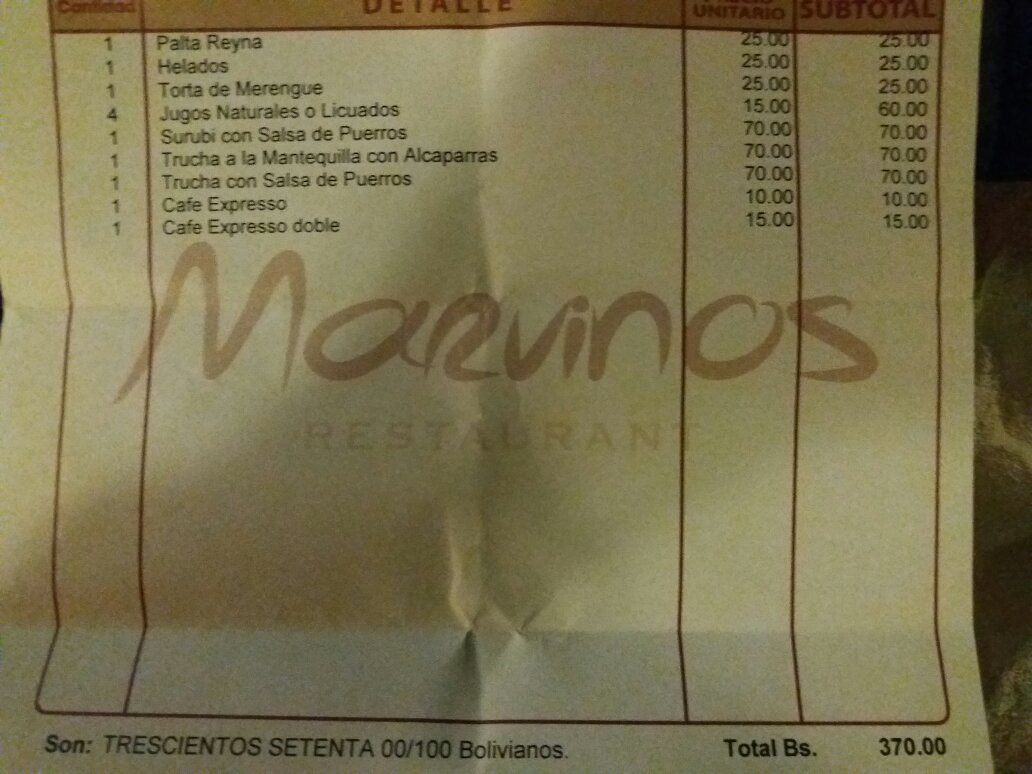 Cantidad DETALLE PRECIO UNITARIO SUBTOTAL
1 Palta Reyna 25.00 25.00
1 Helados 25.00 25.00
1 Torta de Merengue 25.00 25.00
4 Jugos Naturales o Licuados 15.00 60.00
1 Surubi con Salsa de Puerros 70.00 70.00
1 Trucha a la Mantequilla con Alcaparras 70.00 70.00
1 Trucha con Salsa de Puerros 70.00 70.00
1 Cafe Expresso 10.00 10.00
1 Cafe Expresso doble 15.00 15.00
Marvinos
RESTAURANT
Son: TRESCIENTOS SETENTA 00/100 Bolivianos. Total Bs. 370.00